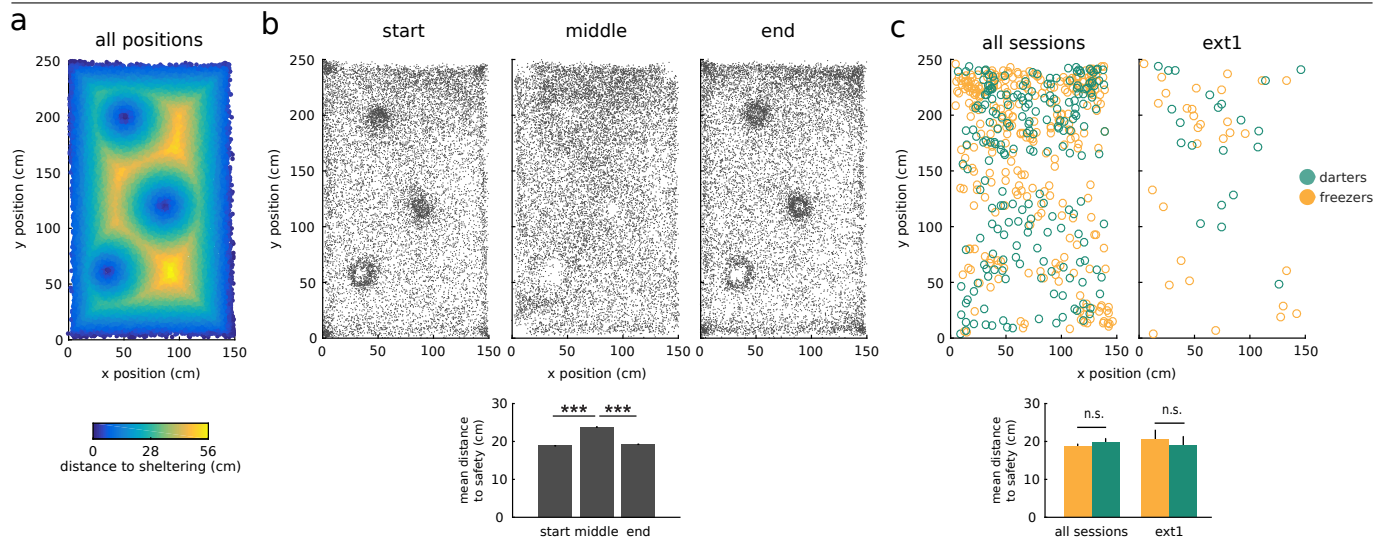 a
all positions
250
200
150
100
50
0
y position (cm)
0 50 100 150
x position (cm)
0 28 56
distance to sheltering (cm)
b
start middle end
250
200
150
100
50
0
y position (cm)
0 50 100 150 0 50 100 150 0 50 100 150
x position (cm)
*** ***
30
20
10
0
mean distance
to safety (cm)
start middle end
c
all sessions ext1
250
200
150
100
50
0
y position (cm)
0 50 100 150 0 50 100 150
x position (cm)
darters
freezers
n.s. n.s.
30
20
10
0
mean distance
to safety (cm)
all sessions ext1